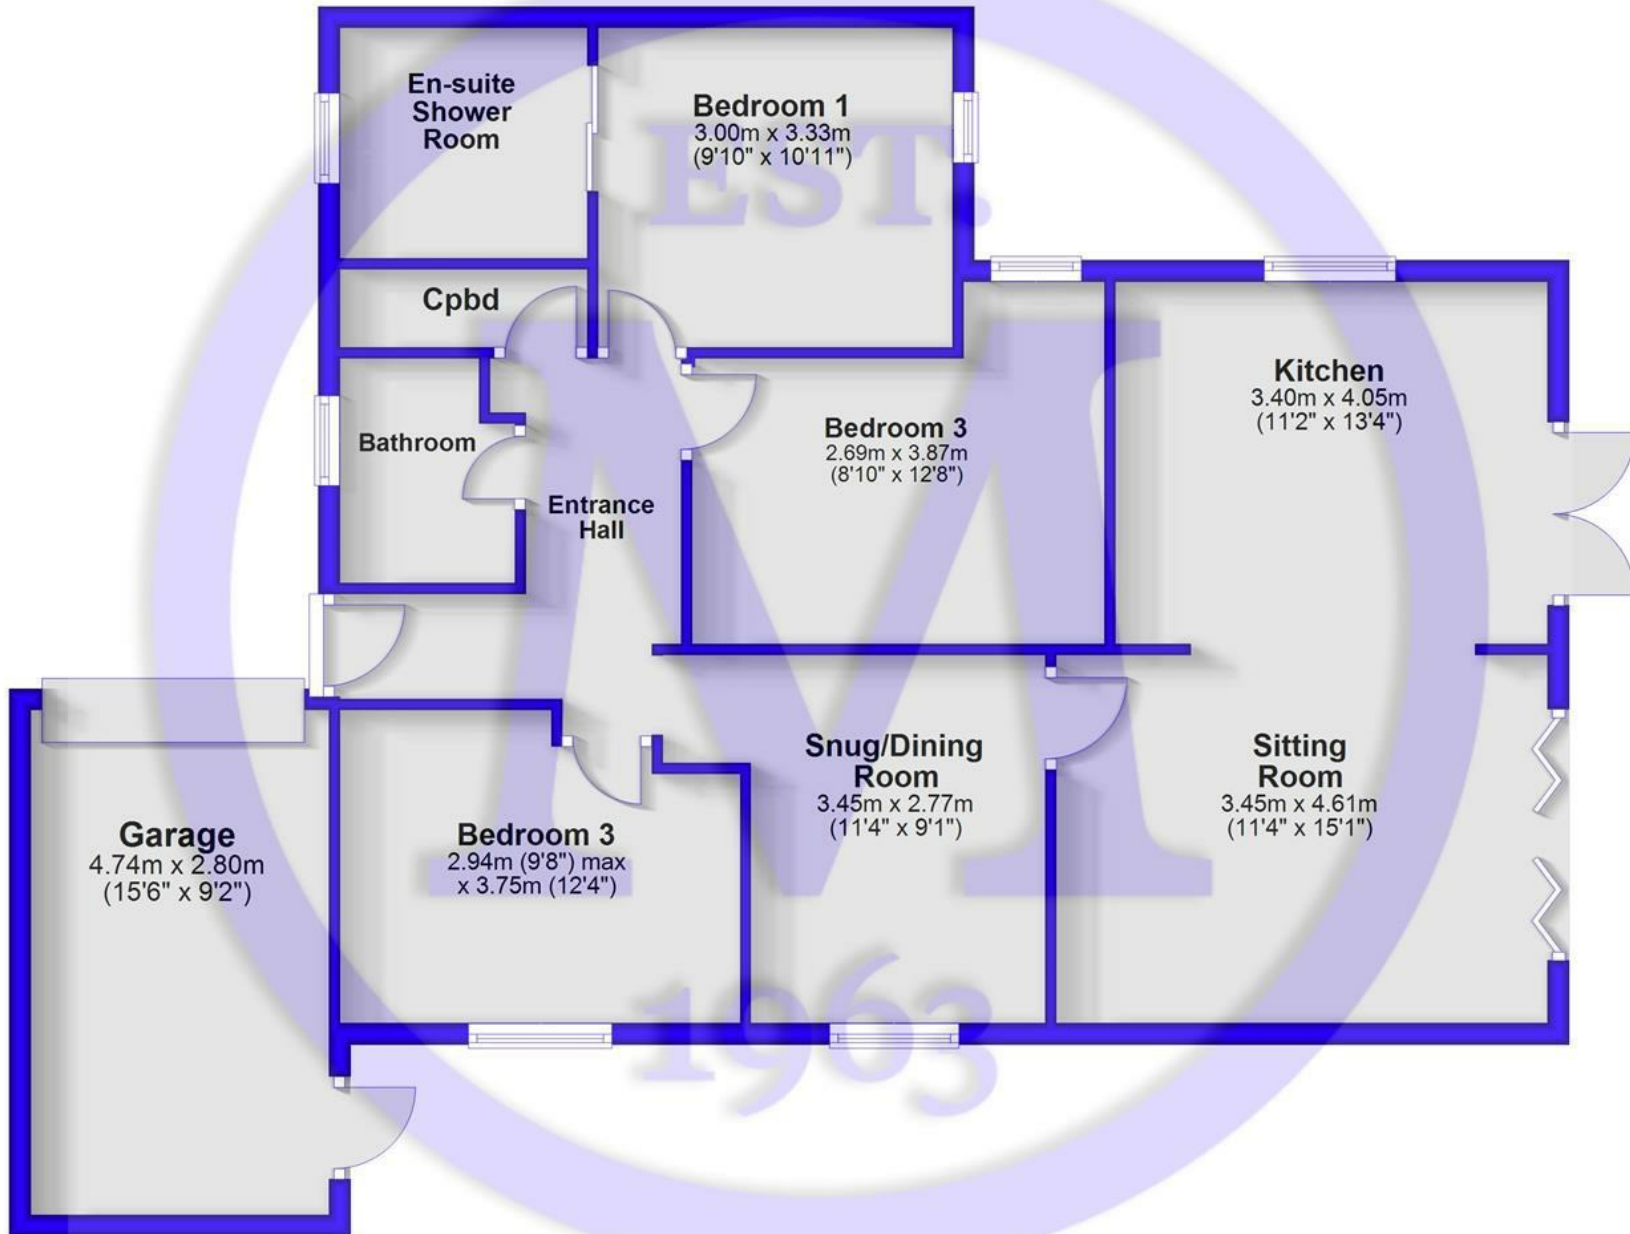 En-suite
Shower
Room
Bedroom 1
3.00m x 3.33m
(9'10" x 10'11")
EST.
Cpbd
Kitchen
3.40m x 4.05m
(11'2" x 13'4")
Bedroom 3
2.69m x 3.87m
(8'10" x 12'8")
Bathroom
Entrance
Hall
M
Snug/Dining
Room
3.45m x 2.77m
(11'4" x 9'1")
Sitting
Room
3.45m x 4.61m
(11'4" x 15'1")
Garage
4.74m x 2.80m
(15'6" x 9'2")
Bedroom 3
2.94m (9'8") max
x 3.75m (12'4")
1963